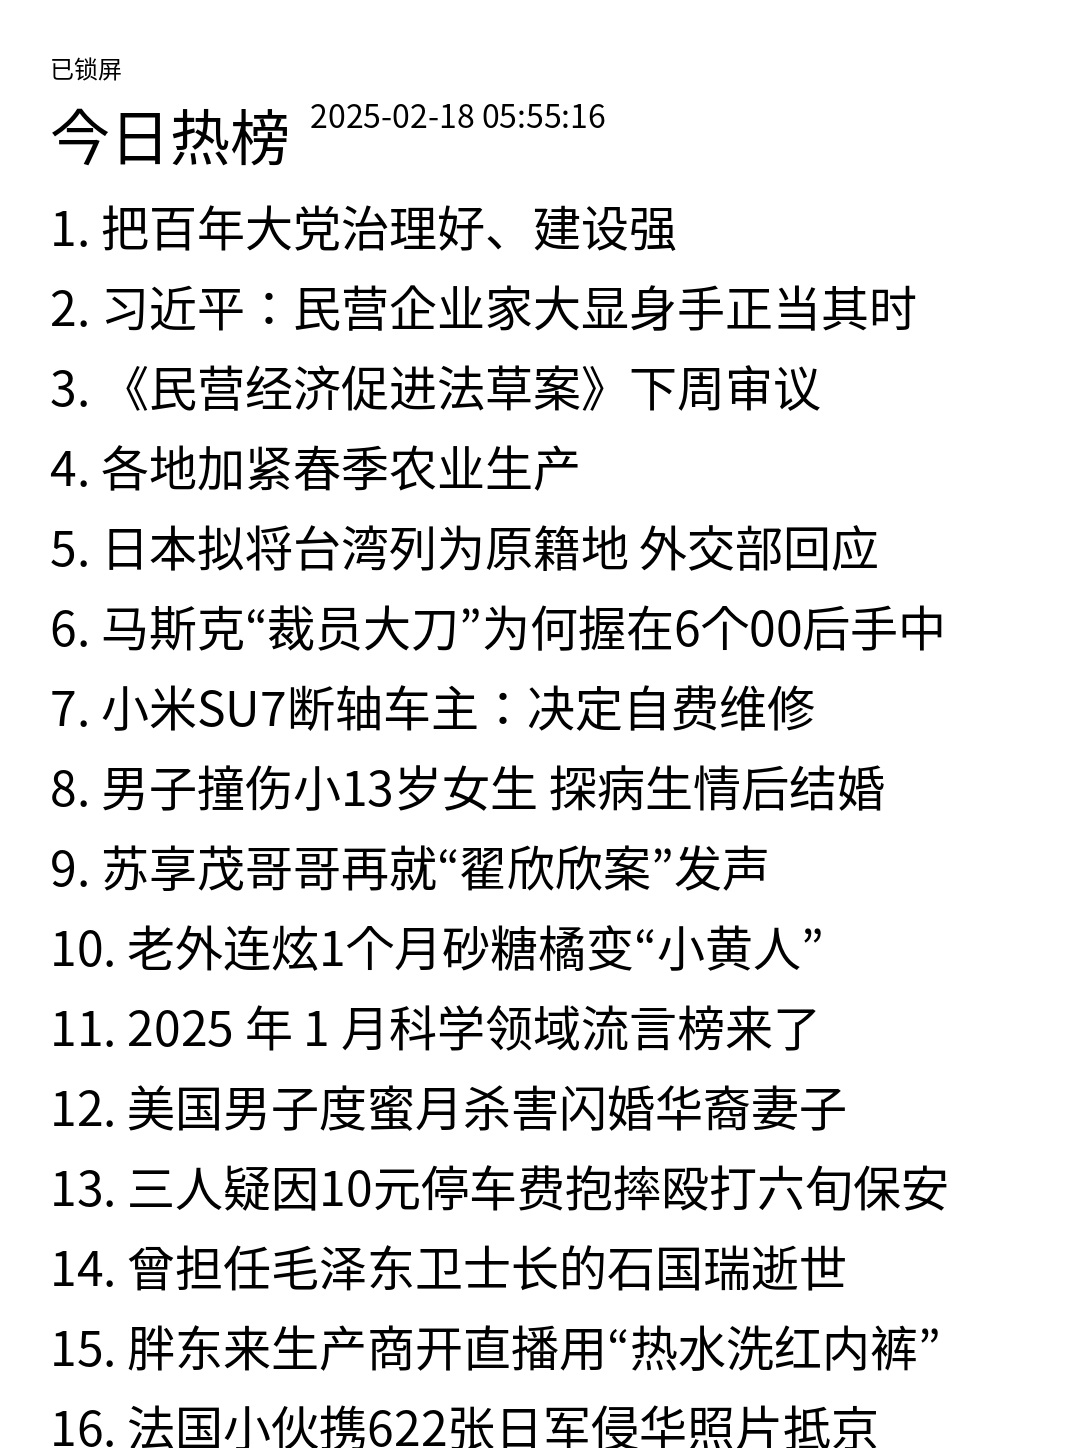 已锁屏
今日热榜 2025-02-18 05:55:16
1. 把百年大党治理好、建设强
2. 习近平：民营企业家大显身手正当其时
3. 《民营经济促进法草案》下周审议
4. 各地加紧春季农业生产
5. 日本拟将台湾列为原籍地 外交部回应
6. 马斯克“裁员大刀”为何握在6个00后手中
7. 小米SU7断轴车主：决定自费维修
8. 男子撞伤小13岁女生 探病生情后结婚
9. 苏享茂哥哥再就“翟欣欣案”发声
10. 老外连炫1个月砂糖橘变“小黄人”
11. 2025 年 1 月科学领域流言榜来了
12. 美国男子度蜜月杀害闪婚华裔妻子
13. 三人疑因10元停车费抱摔殴打六旬保安
14. 曾担任毛泽东卫士长的石国瑞逝世
15. 胖东来生产商开直播用“热水洗红内裤”
16. 法国小伙携622张日军侵华照片抵京